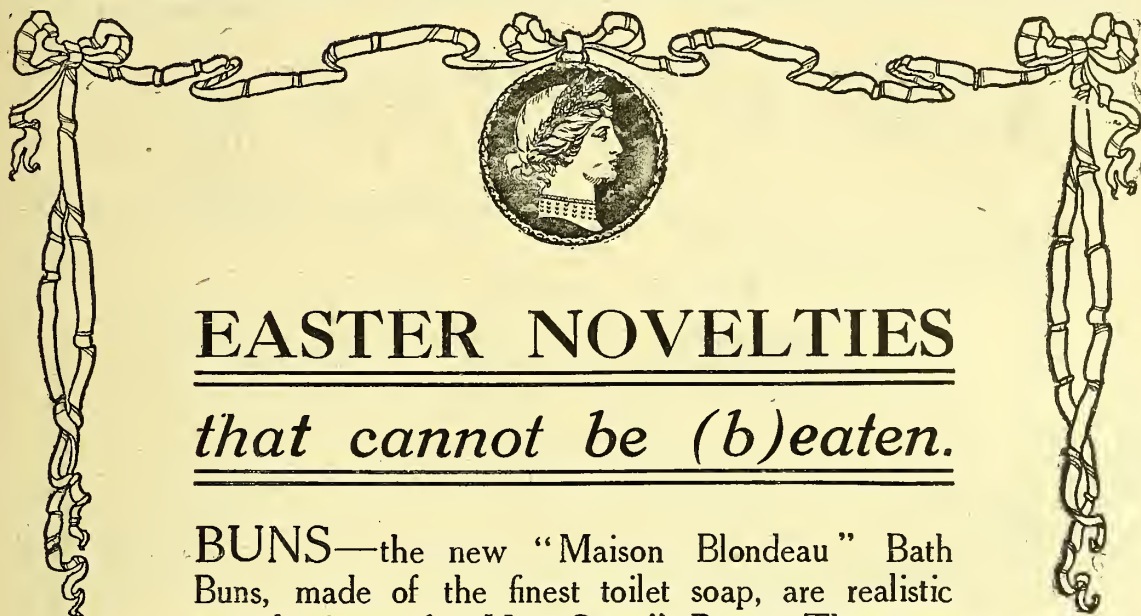 EASTER NOVELTIES
that cannot be (b)eaten.
BUNS—the new “Maison Blondeau” Bath
Buns, made of the finest toilet soap, are realistic